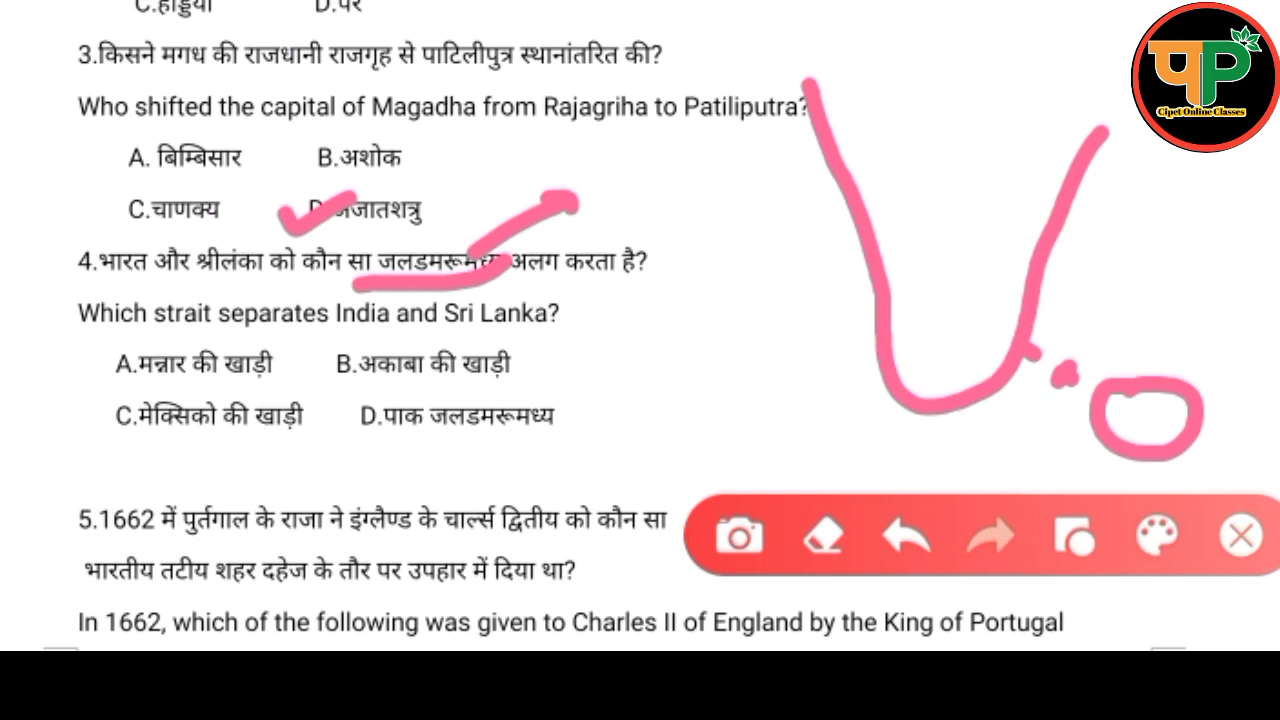 C.हड्डियां D.पर
3.किसने मगध की राजधानी राजगृह से पाटिलीपुत्र स्थानांतरित की?
Who shifted the capital of Magadha from Rajagriha to Patiliputra?
A. बिम्बिसार B.अशोक
C.चाणक्य D.अजातशत्रु
4.भारत और श्रीलंका को कौन सा जलडमरूमध्य अलग करता है?
Which strait separates India and Sri Lanka?
A.मन्नार की खाड़ी B.अकाबा की खाड़ी
C.मेक्सिको की खाड़ी D.पाक जलडमरूमध्य
5.1662 में पुर्तगाल के राजा ने इंग्लैण्ड के चार्ल्स द्वितीय को कौन सा
भारतीय तटीय शहर दहेज के तौर पर उपहार में दिया था?
In 1662, which of the following was given to Charles II of England by the King of Portugal
पP
Cipet Online Classes